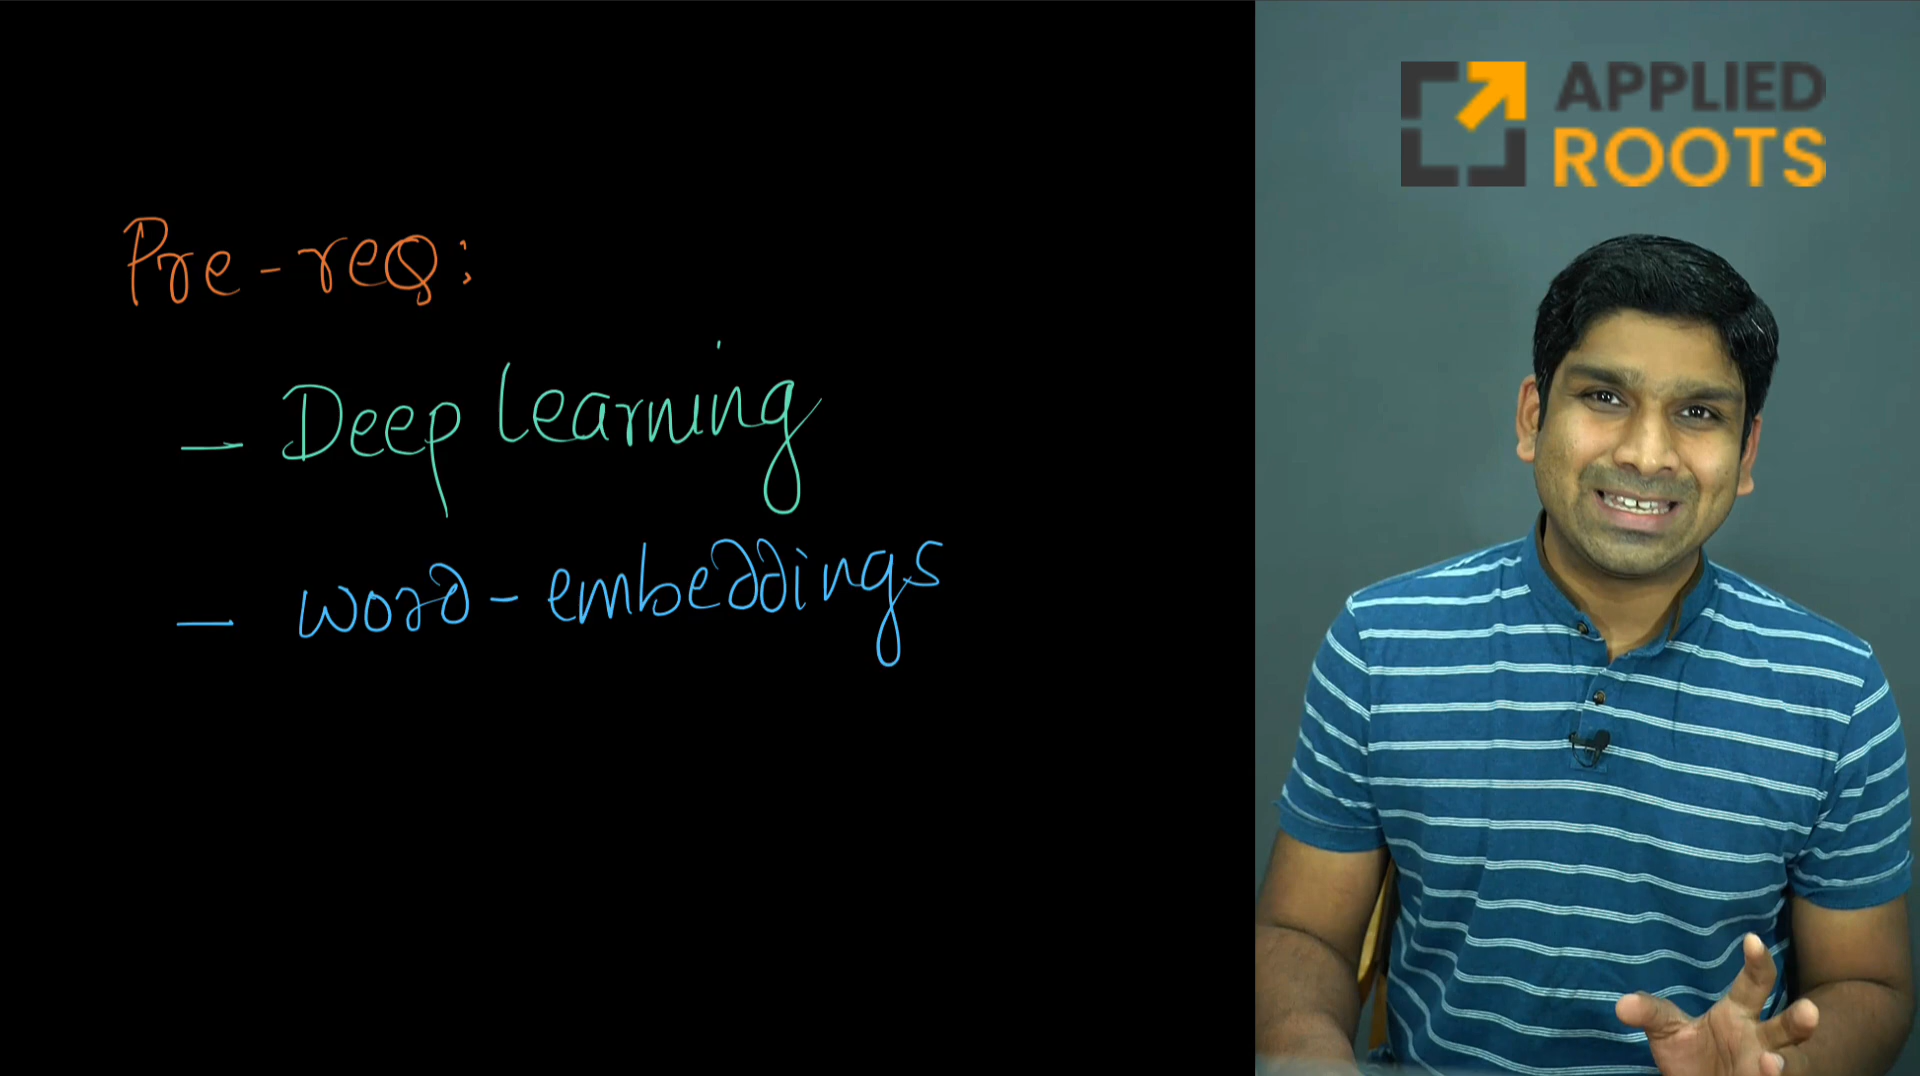 Pre-req:
- Deep learning
- word-embeddings
APPLIED
ROOTS